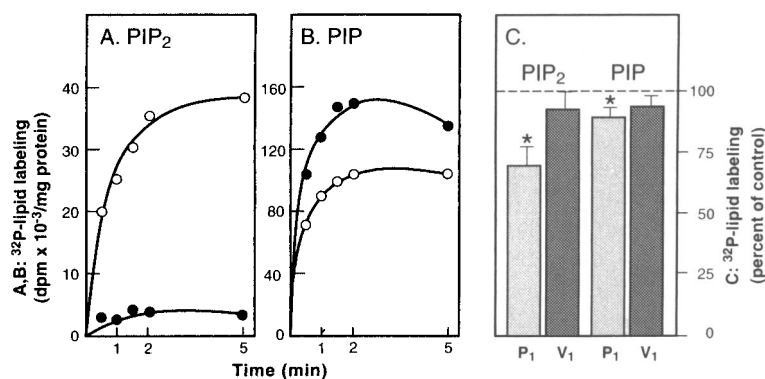 A. PIP2
B. PIP
C.
A,B: 32P-lipid labeling
(dpm x 10-3/mg protein)
40
30
20
10
0
160
120
80
40
0
PIP2 PIP
* *
100
75
50
25
0
C: 32P-lipid labeling
(percent of control)
1 2 5
1 2 5
P1 V1 P1 V1
Time (min)